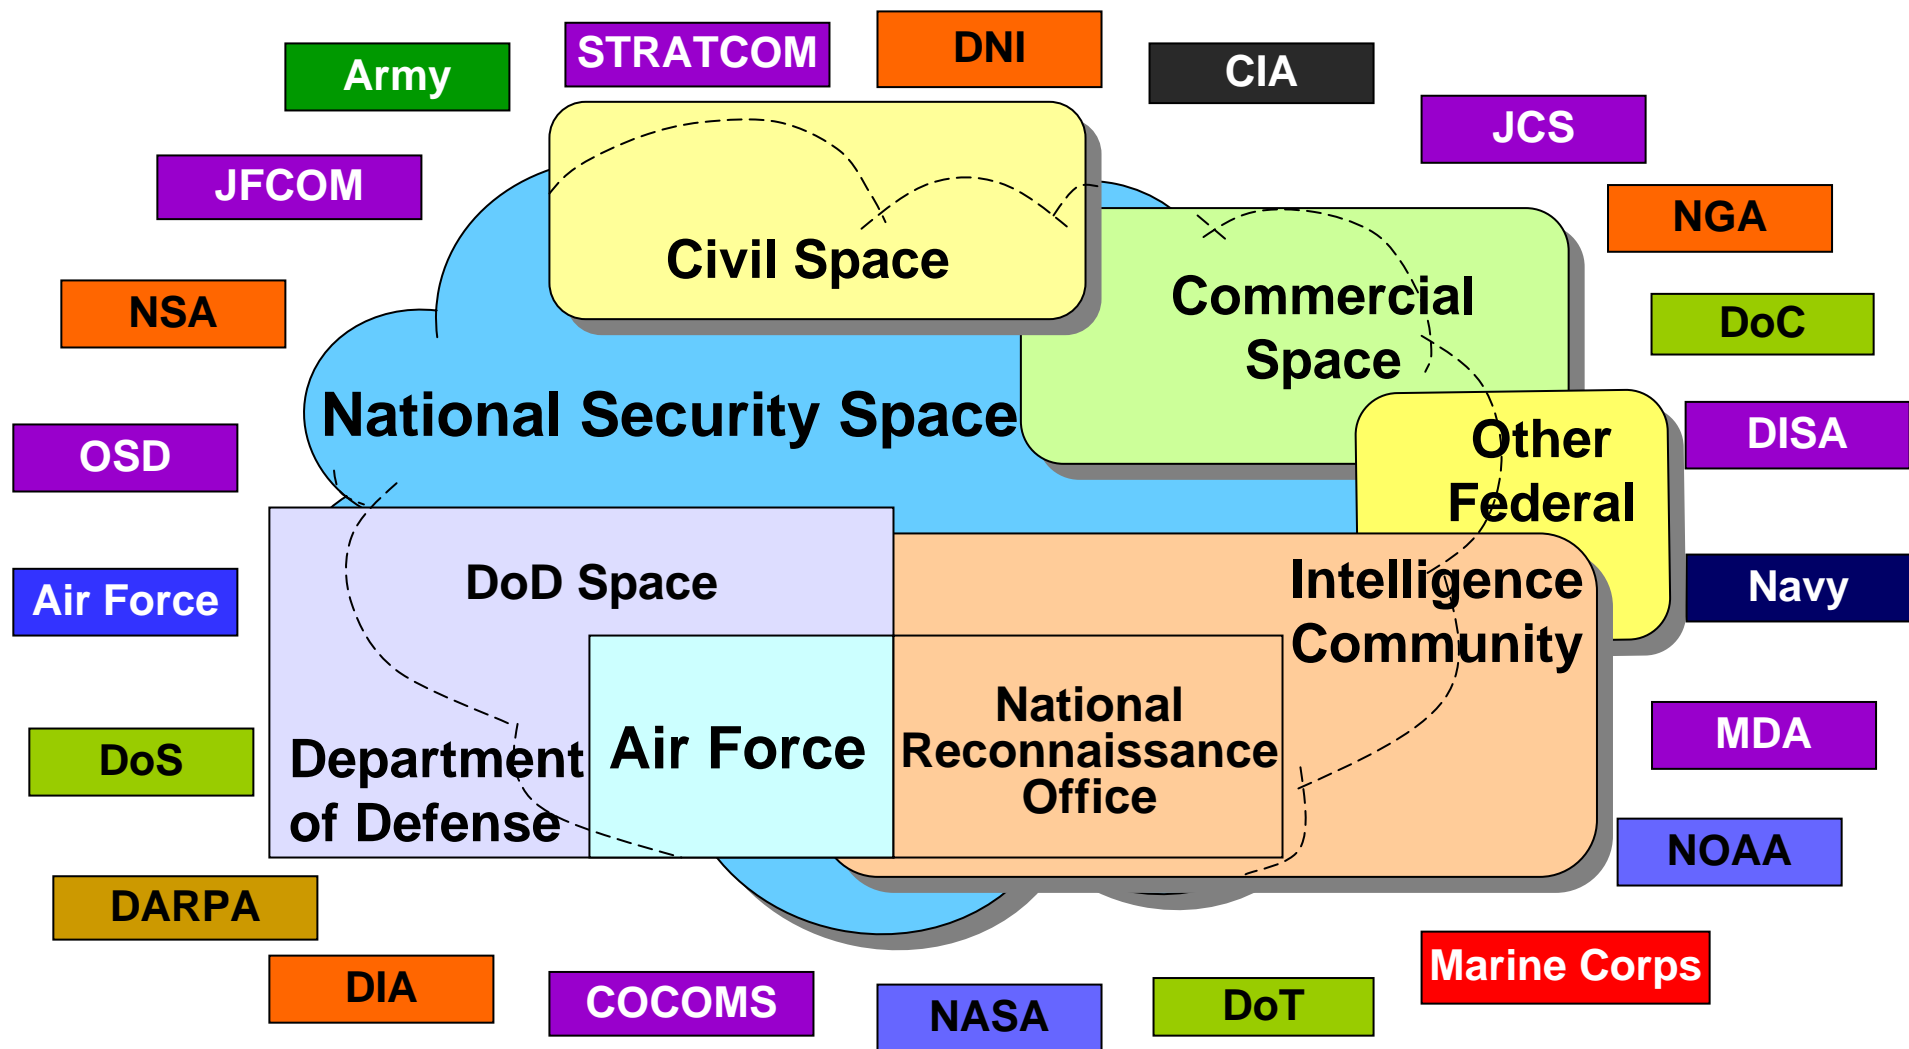 STRATCOM
DNI
Army
CIA
JCS
JFCOM
NGA
Civil Space
NSA
Commercial
Space
DoC
National Security Space
OSD
Other
Federal
DISA
Air Force
DoD Space
Intelligence
Community
Navy
DoS
Department
of Defense
Air Force
National
Reconnaissance
Office
MDA
NOAA
DARPA
Marine Corps
DIA
COCOMS
NASA
DoT